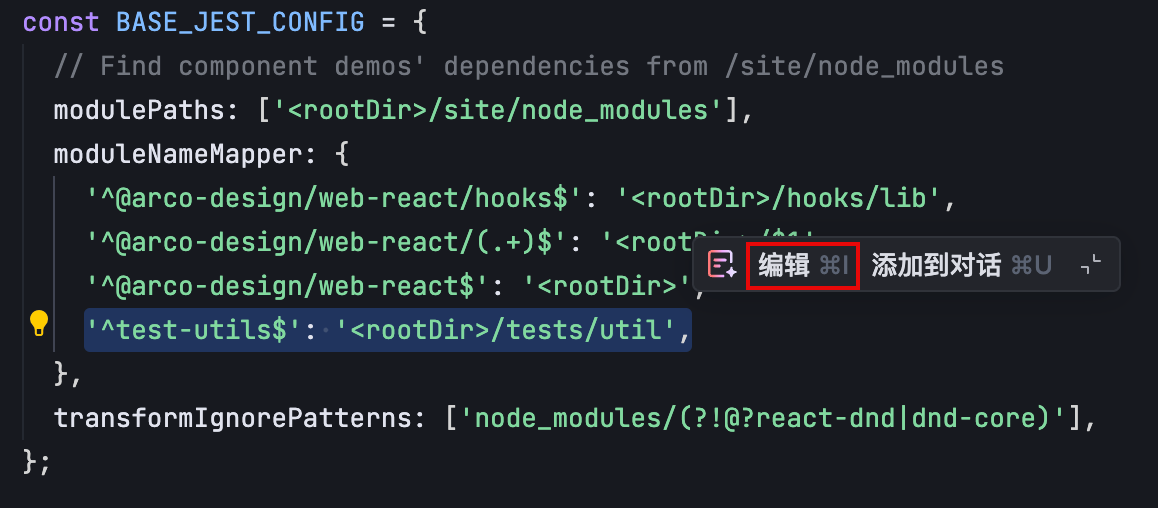 const BASE_JEST_CONFIG = {
// Find component demos' dependencies from /site/node_modules
modulePaths: ['<rootDir>/site/node_modules'],
moduleNameMapper: {
'^@arco-design/web-react/hooks$': '<rootDir>/hooks/lib',
'^@arco-design/web-react/(.+)$': '<root
编辑 ⌘I 添加到对话 ⌘U
'^@arco-design/web-react$': '<rootDir>',
'^test-utils$': '<rootDir>/tests/util',
},
transformIgnorePatterns: ['node_modules/(?!@?react-dnd|dnd-core)'],
};